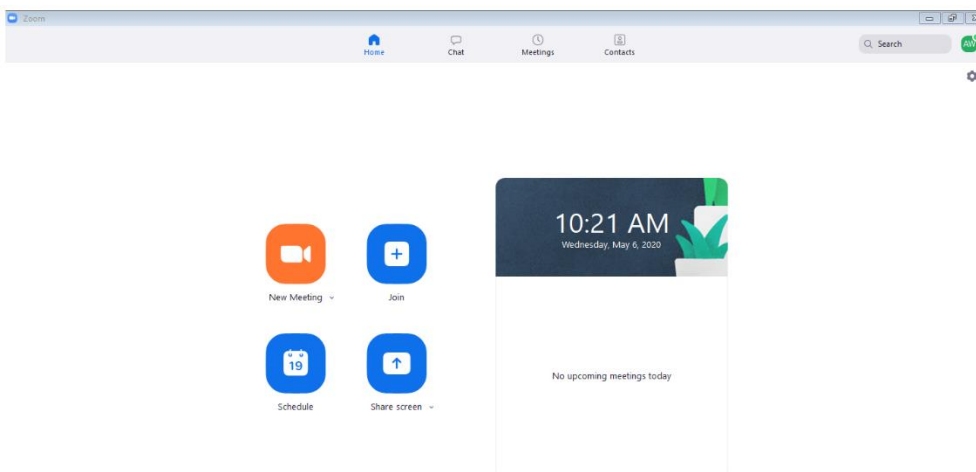 Zoom
Home
Chat
Meetings
Contacts
Search
AW
10:21 AM
Wednesday, May 6, 2020
New Meeting
Join
19
Schedule
Share screen
No upcoming meetings today